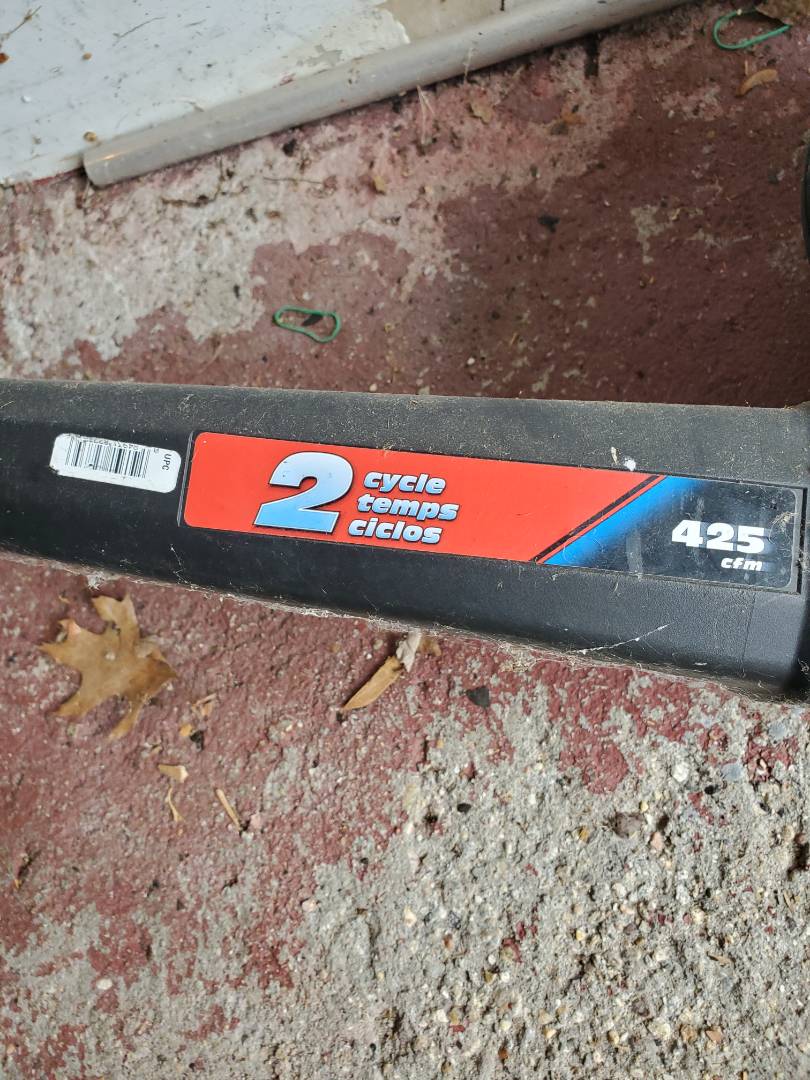 UPC
2 cycle
temps
ciclos
425
cfm